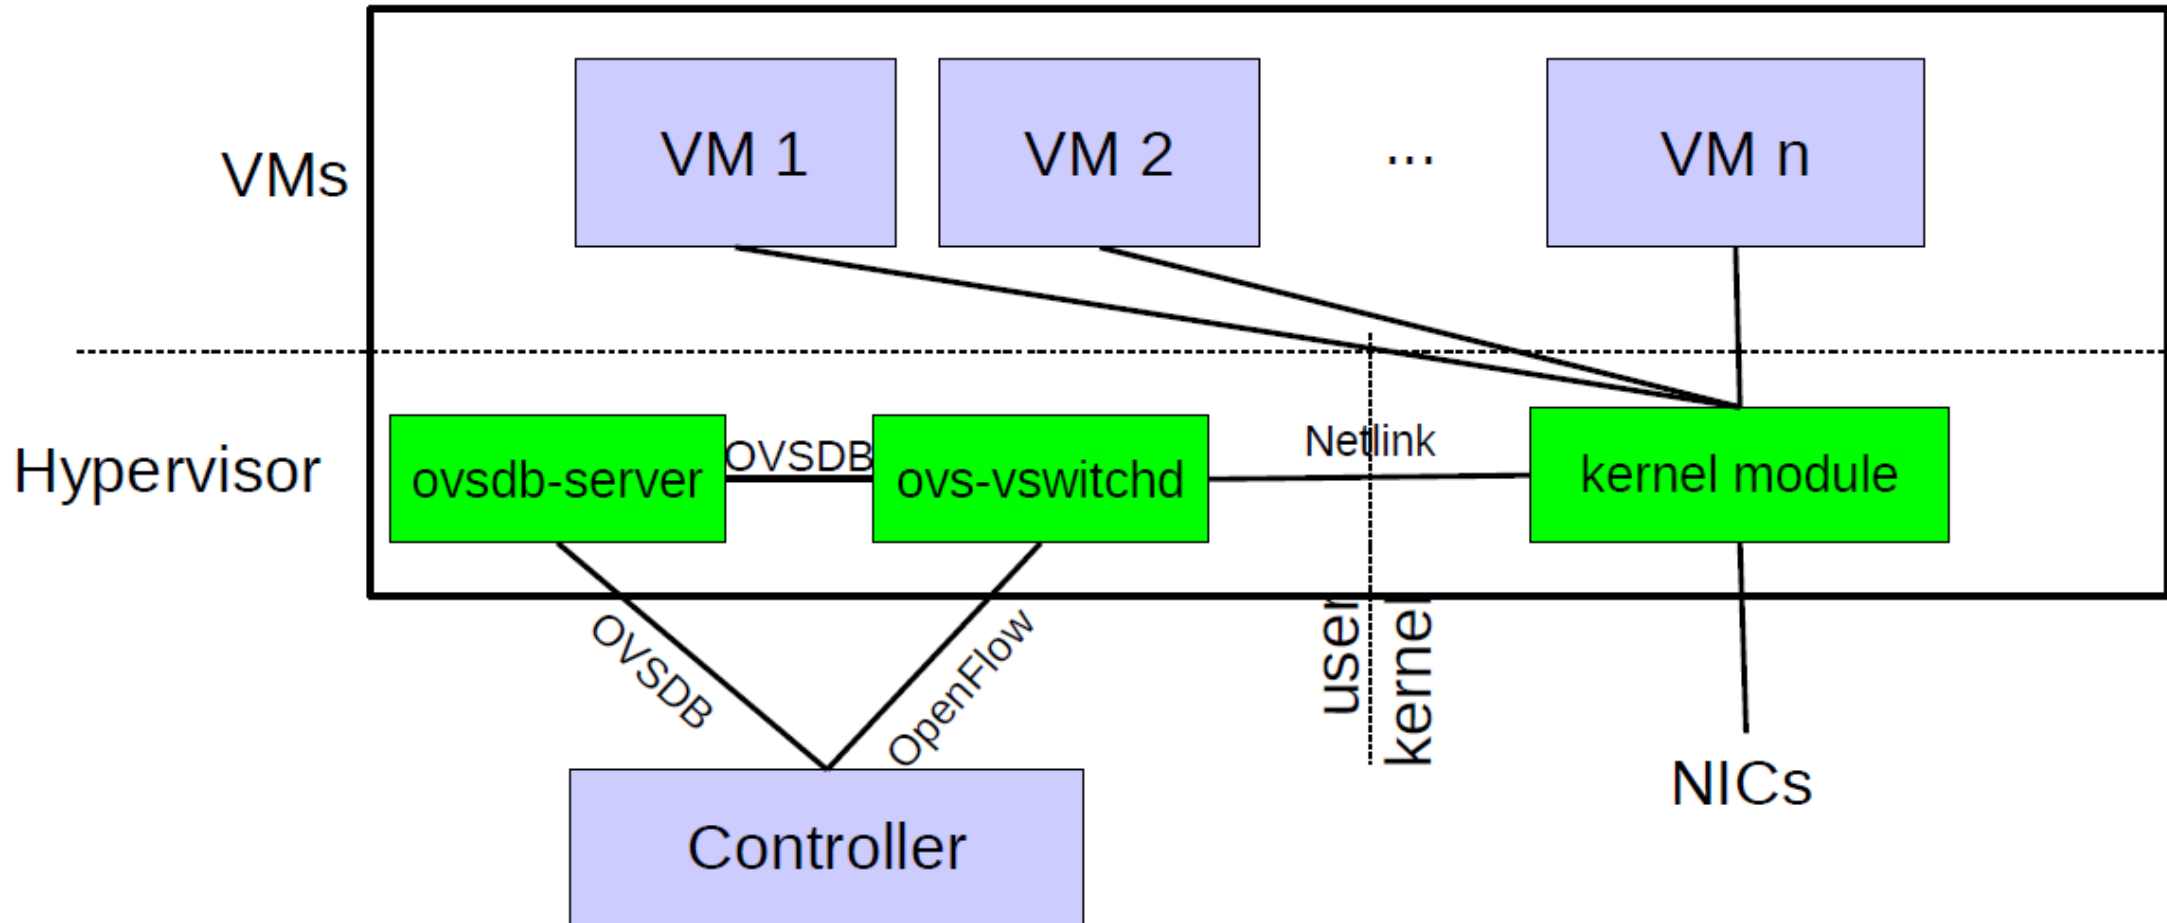 VMs
VM 1
VM 2
...
VM n
Hypervisor
ovsdb-server
OVSDB
ovs-vswitchd
Netlink
kernel module
OVSDB
OpenFlow
user
kernel
NICs
Controller